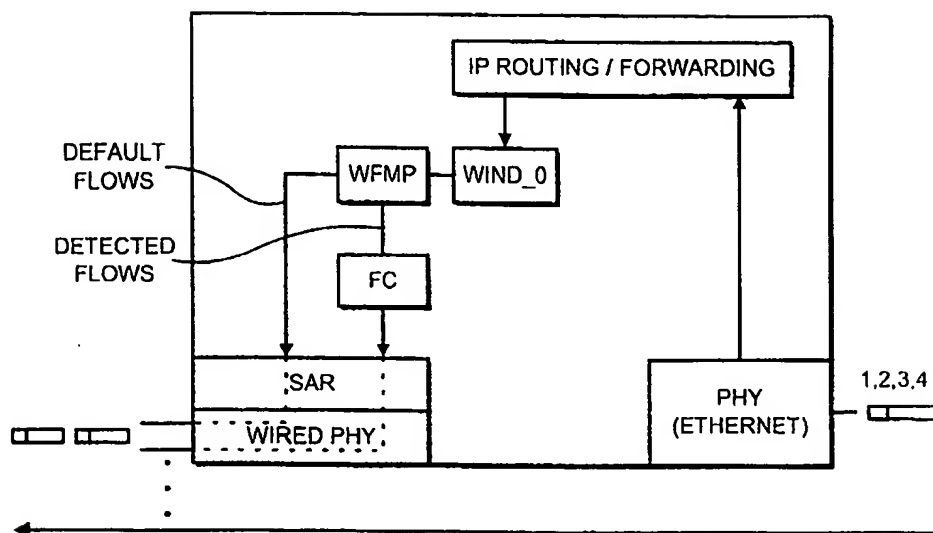 IP ROUTING / FORWARDING
DEFAULT
FLOWS
WFMP
WIND_0
DETECTED
FLOWS
FC
SAR
WIRED PHY
PHY
(ETHERNET)
1,2,3,4